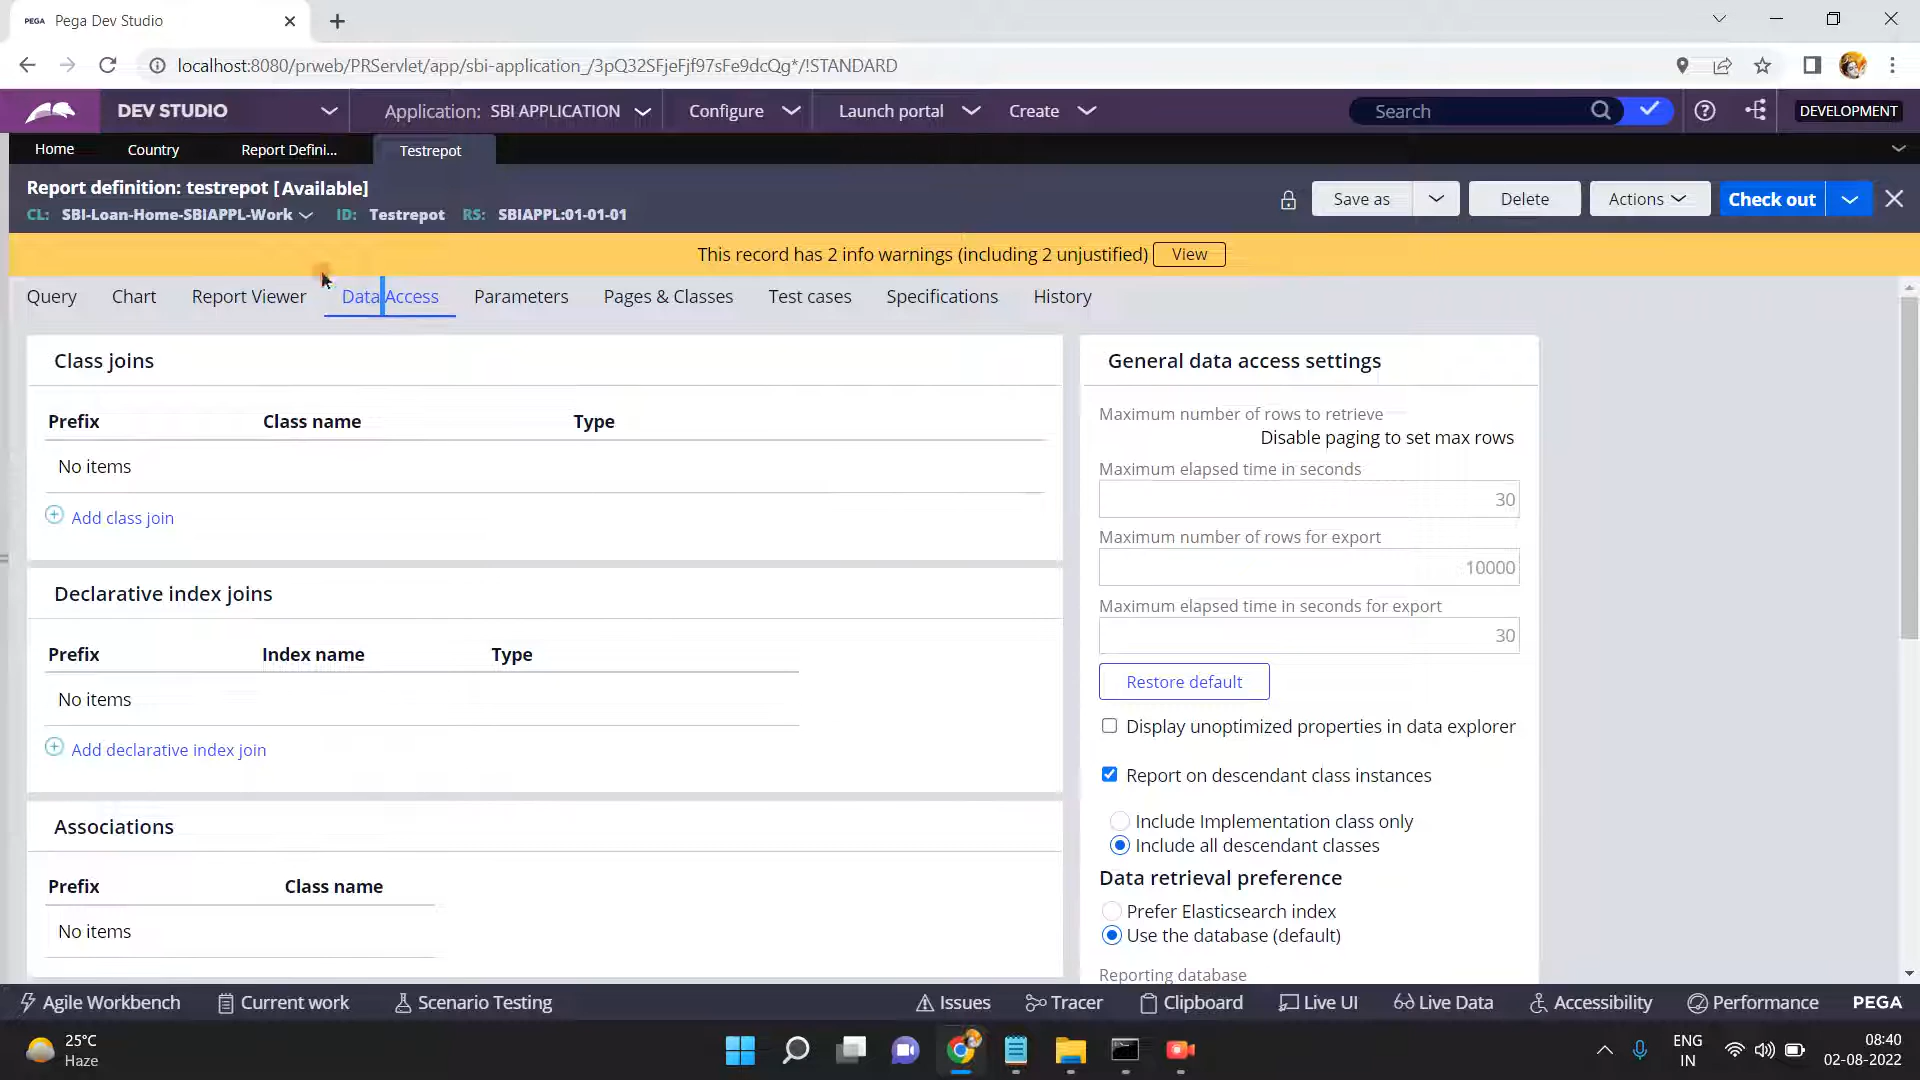 PEGA Pega Dev Studio
localhost:8080/prweb/PRServlet/app/sbi-application_/3pQ32SFjeFjf97sFe9dcQg*/!STANDARD
DEV STUDIO Application: SBI APPLICATION Configure Launch portal Create Search DEVELOPMENT
Home Country Report Defini... Testrepot
Report definition: testrepot [Available]
CL: SBI-Loan-Home-SBIAPPL-Work ID: Testrepot RS: SBIAPPL:01-01-01
Save as Delete Actions Check out
This record has 2 info warnings (including 2 unjustified) View
Query Chart Report Viewer Data Access Parameters Pages & Classes Test cases Specifications History
Class joins
Prefix Class name Type
No items
Add class join
Declarative index joins
Prefix Index name Type
No items
Add declarative index join
Associations
Prefix Class name
No items
General data access settings
Maximum number of rows to retrieve
Disable paging to set max rows
Maximum elapsed time in seconds
30
Maximum number of rows for export
10000
Maximum elapsed time in seconds for export
30
Restore default
Display unoptimized properties in data explorer
Report on descendant class instances
Include Implementation class only
Include all descendant classes
Data retrieval preference
Prefer Elasticsearch index
Use the database (default)
Reporting database
Agile Workbench Current work Scenario Testing Issues Tracer Clipboard Live UI Live Data Accessibility Performance PEGA
25°C
Haze
ENG
IN
08:40
02-08-2022